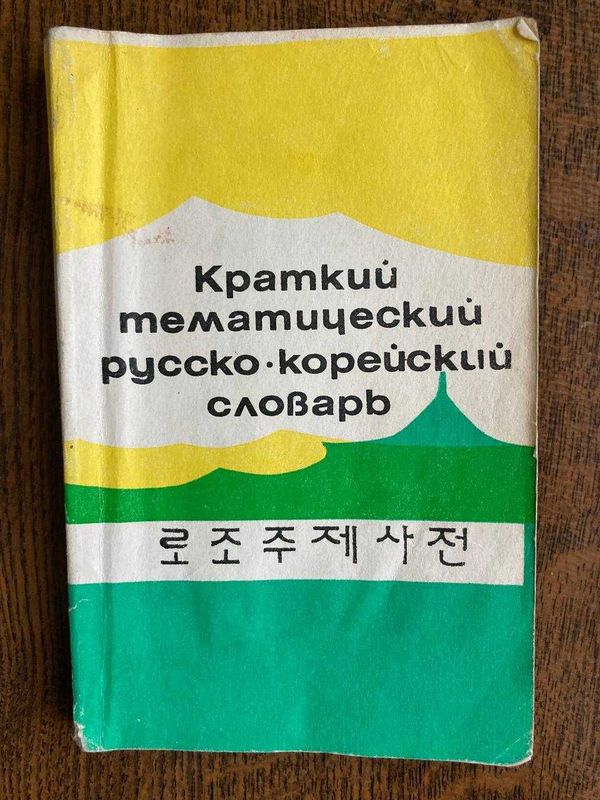 Краткий
тематический
русско-корейский
словарь
로조주제사전